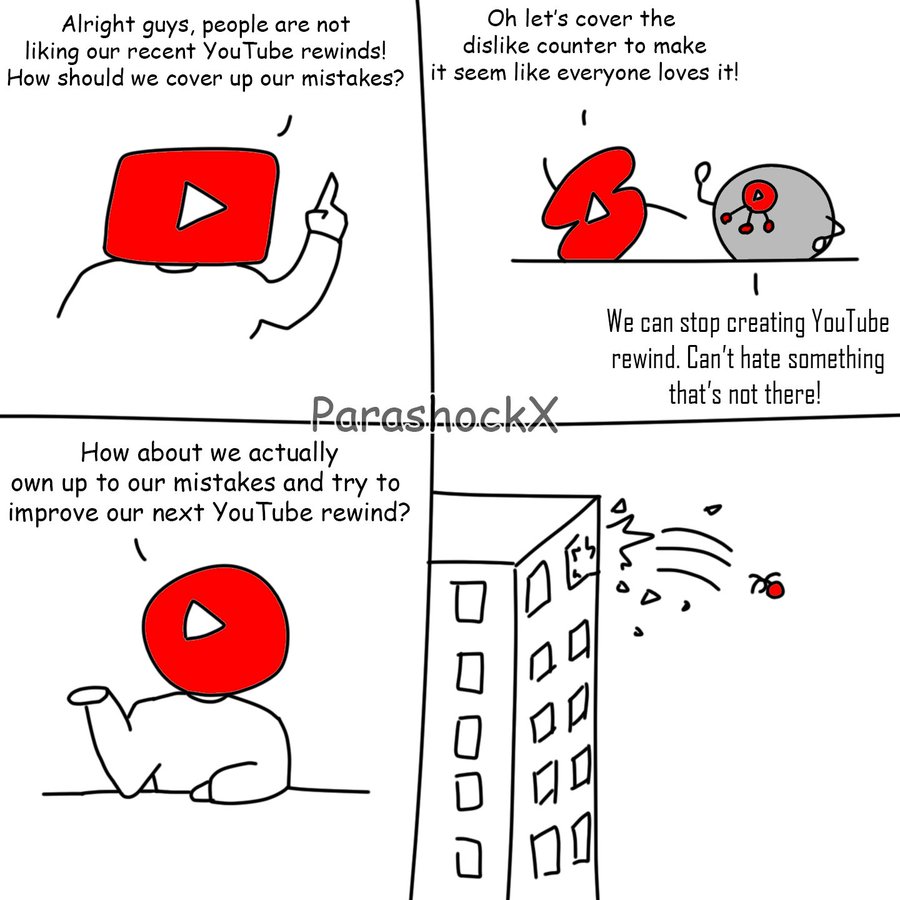 Alright guys, people are not
liking our recent YouTube rewinds!
How should we cover up our mistakes?
Oh let's cover the
dislike counter to make
it seem like everyone loves it!
We can stop creating YouTube
rewind. Can't hate something
that's not there!
ParashockX
How about we actually
own up to our mistakes and try to
improve our next YouTube rewind?